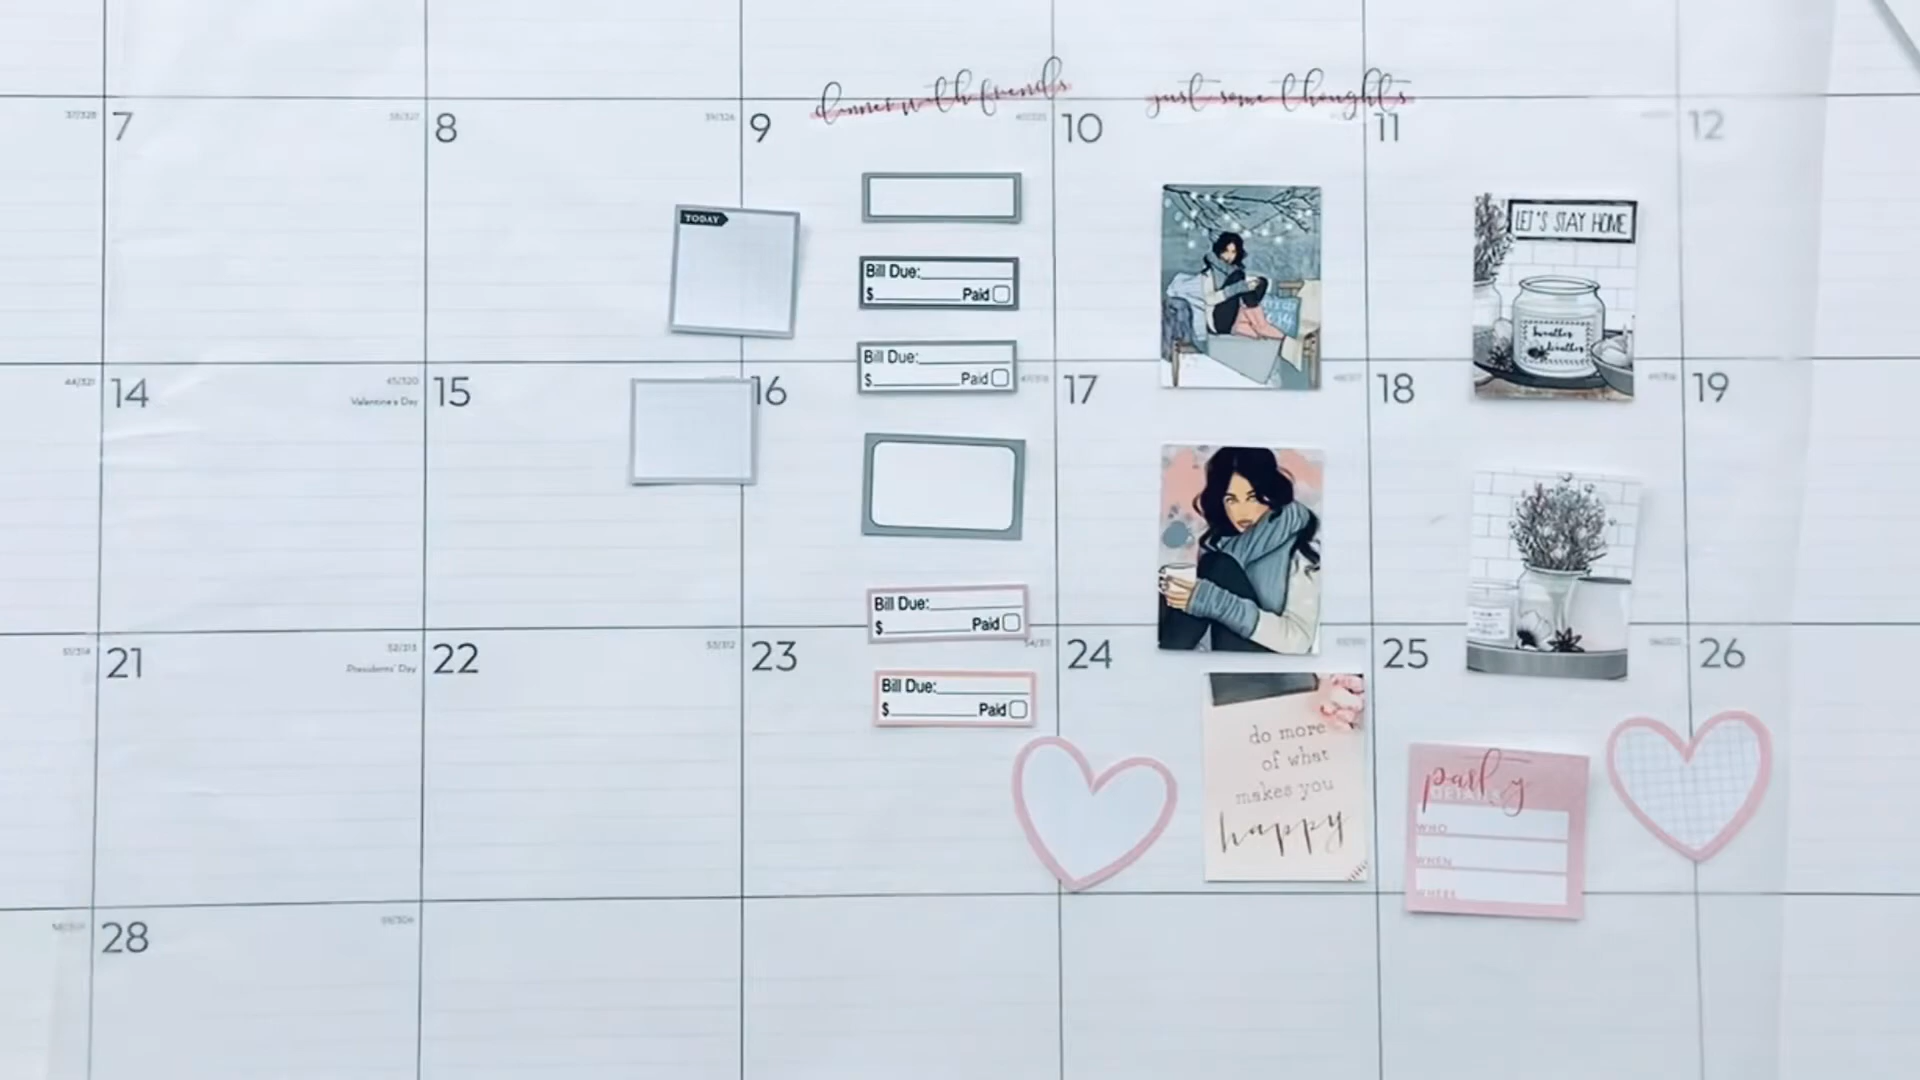 dinner with friends
just some thoughts
7
8
9
10
11
12
TODAY
LET'S STAY HOME
Bill Due:
$ Paid
Bill Due:
$ Paid
14
15
16
17
18
19
Valentine's Day
Bill Due:
$ Paid
21
22
23
24
25
26
Presidents' Day
Bill Due:
$ Paid
do more
of what
makes you
happy
party
DETAILS
WHO
WHEN
WHERE
28